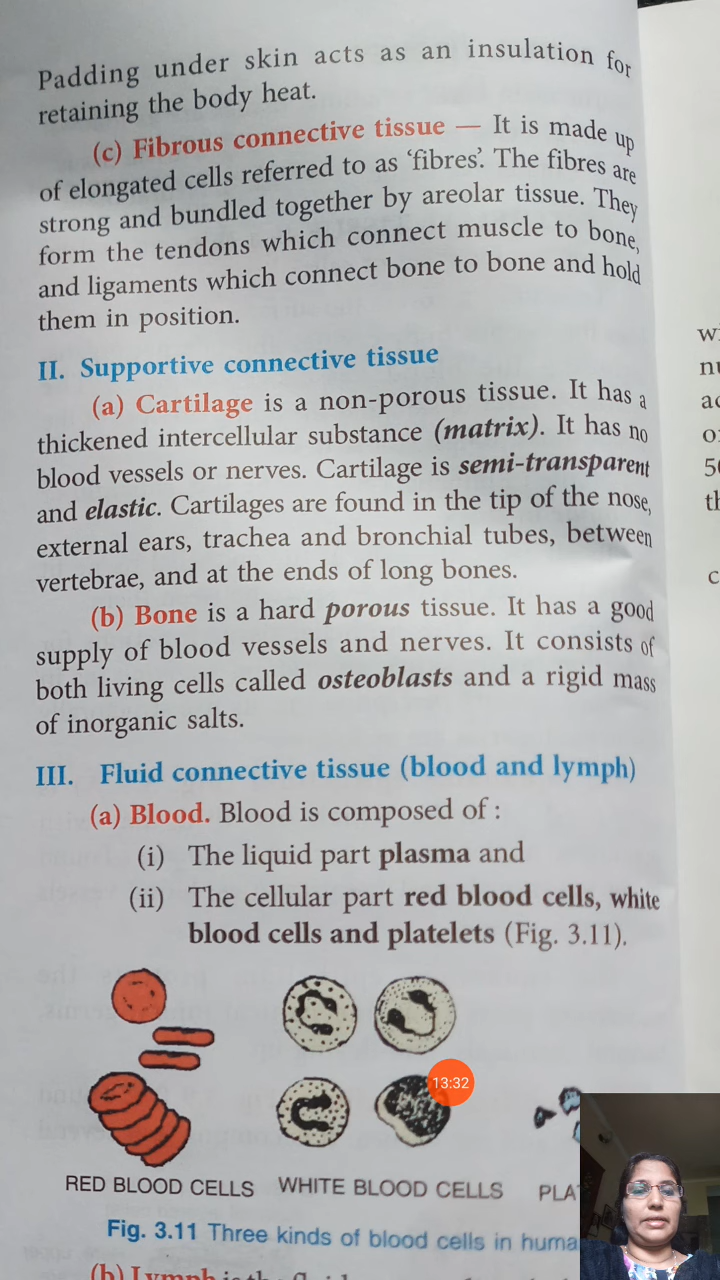 Padding under skin acts as an insulation for
retaining the body heat.
(c) Fibrous connective tissue — It is made up
of elongated cells referred to as ‘fibres’. The fibres are
strong and bundled together by areolar tissue. They
form the tendons which connect muscle to bone,
and ligaments which connect bone to bone and hold
them in position.
II. Supportive connective tissue
(a) Cartilage is a non-porous tissue. It has a
thickened intercellular substance (matrix). It has no
blood vessels or nerves. Cartilage is semi-transparent
and elastic. Cartilages are found in the tip of the nose,
external ears, trachea and bronchial tubes, between
vertebrae, and at the ends of long bones.
(b) Bone is a hard porous tissue. It has a good
supply of blood vessels and nerves. It consists of
both living cells called osteoblasts and a rigid mass
of inorganic salts.
III. Fluid connective tissue (blood and lymph)
(a) Blood. Blood is composed of :
(i) The liquid part plasma and
(ii) The cellular part red blood cells, white
blood cells and platelets (Fig. 3.11).
13:32
RED BLOOD CELLS WHITE BLOOD CELLS
Fig. 3.11 Three kinds of blood cells in
(b) Lymph is the